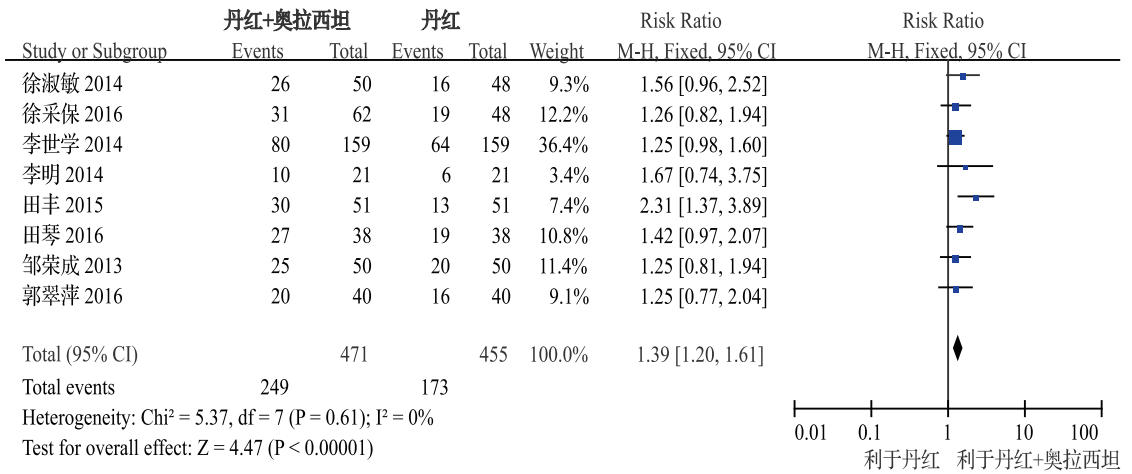 丹红+奥拉西坦 丹红 Risk Ratio Risk Ratio
Study or Subgroup Events Total Events Total Weight M-H, Fixed, 95% CI M-H, Fixed, 95% CI
徐淑敏 2014 26 50 16 48 9.3% 1.56 [0.96, 2.52]
徐采保 2016 31 62 19 48 12.2% 1.26 [0.82, 1.94]
李世学 2014 80 159 64 159 36.4% 1.25 [0.98, 1.60]
李明 2014 10 21 6 21 3.4% 1.67 [0.74, 3.75]
田丰 2015 30 51 13 51 7.4% 2.31 [1.37, 3.89]
田琴 2016 27 38 19 38 10.8% 1.42 [0.97, 2.07]
邹荣成 2013 25 50 20 50 11.4% 1.25 [0.81, 1.94]
郭翠萍 2016 20 40 16 40 9.1% 1.25 [0.77, 2.04]
Total (95% CI) 471 455 100.0% 1.39 [1.20, 1.61]
Total events 249 173
Heterogeneity: Chi² = 5.37, df = 7 (P = 0.61); I² = 0%
Test for overall effect: Z = 4.47 (P < 0.00001)
0.01 0.1 1 10 100
利于丹红 利于丹红+奥拉西坦